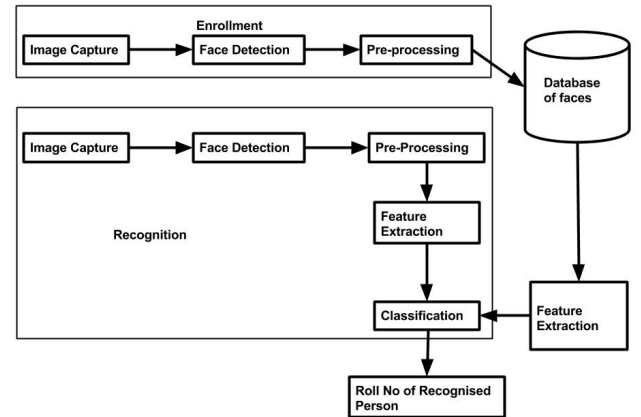 Enrollment
Image Capture
Face Detection
Pre-processing
Database
of faces
Image Capture
Face Detection
Pre-Processing
Feature
Extraction
Recognition
Classification
Feature
Extraction
Roll No of Recognised
Person